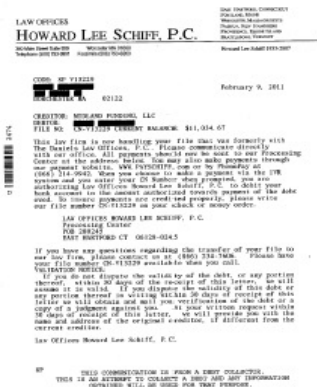 LAW OFFICES
HOWARD LEE SCHIFF, P.C.
Howard Lee Schiff 1933-2007
CODE: RP V13229
February 9, 2011
DORCHESTER MA 02122
CREDITOR: MIDLAND FUNDING, LLC
DEBTOR:
FILE NO: CN-V13229 CURRENT BALANCE: $11,034.67
This law firm is now handling your file that was formerly with
The Daniels Law Offices, P.C. Please communicate directly
with our office. All payments should now be sent to our Processing
Center at the address below. You may also make payments through
our payment website, WWW.PAYSCHIFF.com or by PhonePay at
(866) 214-9942. When you choose to make a payment via the IVR
system and you enter your CN Number when prompted, you are
authorizing Law Offices Howard Lee Schiff, P.C. to debit your
bank account in the amount authorized towards payment of the debt
owed. To insure payments are credited properly, please write
our file number CN-V13229 on your check or money order.
LAW OFFICES HOWARD LEE SCHIFF, P.C.
Processing Center
POB 280245
EAST HARTFORD CT 06128-0245
If you have any questions regarding the transfer of your file to
our law firm, please contact us at (866) Please have
your file number CN-V13229 available when you call.
VALIDATION NOTICE.
If you do not dispute the validity of the debt, or any portion
thereof, within 30 days of the receipt of this letter, we will
assume it is valid. If you dispute the validity of this debt or
any portion thereof in writing within 30 days of receipt of this
letter we will obtain and mail you verification of the debt or a
copy of a judgment against you. At your written request within
30 days of receipt of this letter, we will provide you with the
name and address of the original creditor, if different from the
current creditor.
Law Offices Howard Lee Schiff, P.C.
RP
THIS COMMUNICATION IS FROM A DEBT COLLECTOR.
THIS IS AN ATTEMPT TO COLLECT A DEBT AND ANY INFORMATION
OBTAINED WILL BE USED FOR THAT PURPOSE.